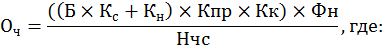 Оч = ((Б × Кс + Кн) × Кпр × Кк) × Фн / Нчс, где: